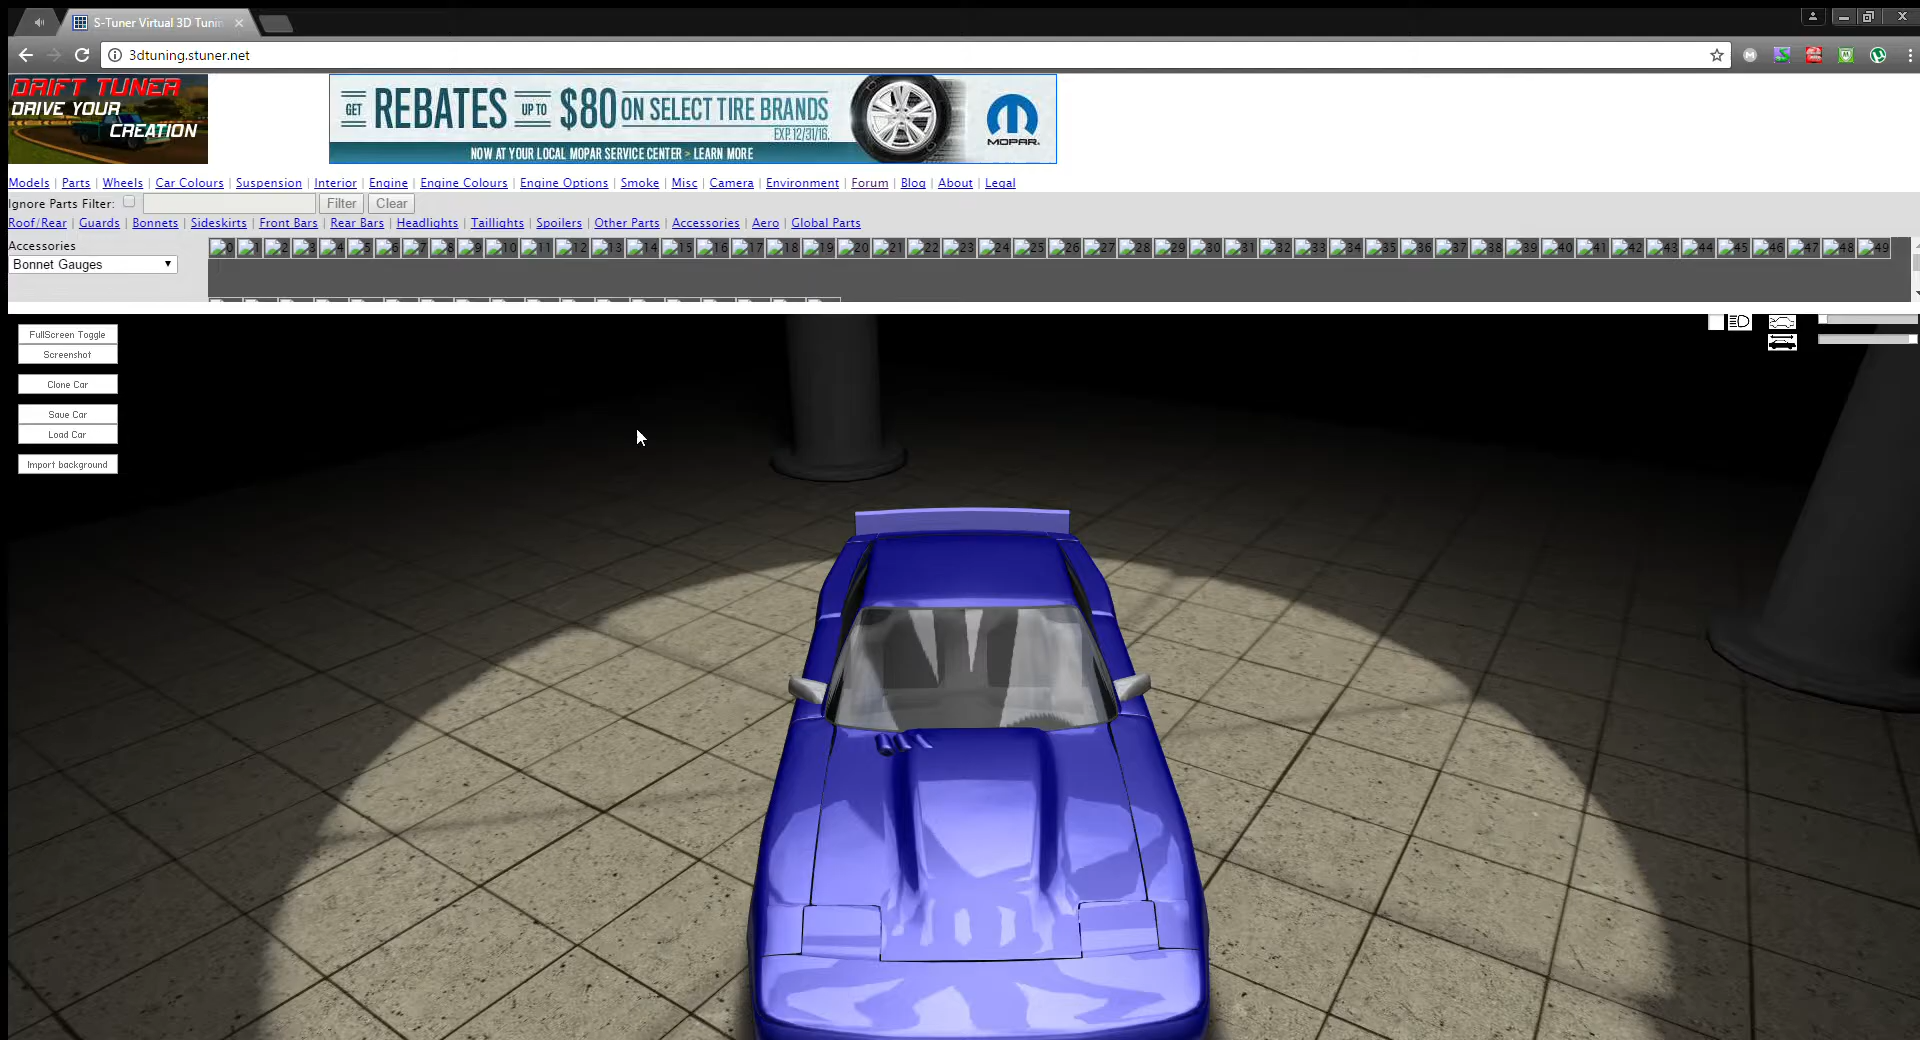 S-Tuner Virtual 3D Tunin
3dtuning.stuner.net
DRIFT TUNER
DRIVE YOUR
CREATION
GET REBATES UP TO $80 ON SELECT TIRE BRANDS
EXP. 12/31/16.
NOW AT YOUR LOCAL MOPAR SERVICE CENTER > LEARN MORE
MOPAR.
Models | Parts | Wheels | Car Colours | Suspension | Interior | Engine | Engine Colours | Engine Options | Smoke | Misc | Camera | Environment | Forum | Blog | About | Legal
Ignore Parts Filter: Filter Clear
Roof/Rear | Guards | Bonnets | Sideskirts | Front Bars | Rear Bars | Headlights | Taillights | Spoilers | Other Parts | Accessories | Aero | Global Parts
Accessories
0 1 2 3 4 5 6 7 8 9 10 11 12 13 14 15 16 17 18 19 20 21 22 23 24 25 26 27 28 29 30 31 32 33 34 35 36 37 38 39 40 41 42 43 44 45 46 47 48 49
Bonnet Gauges
FullScreen Toggle
Screenshot
Clone Car
Save Car
Load Car
Import background